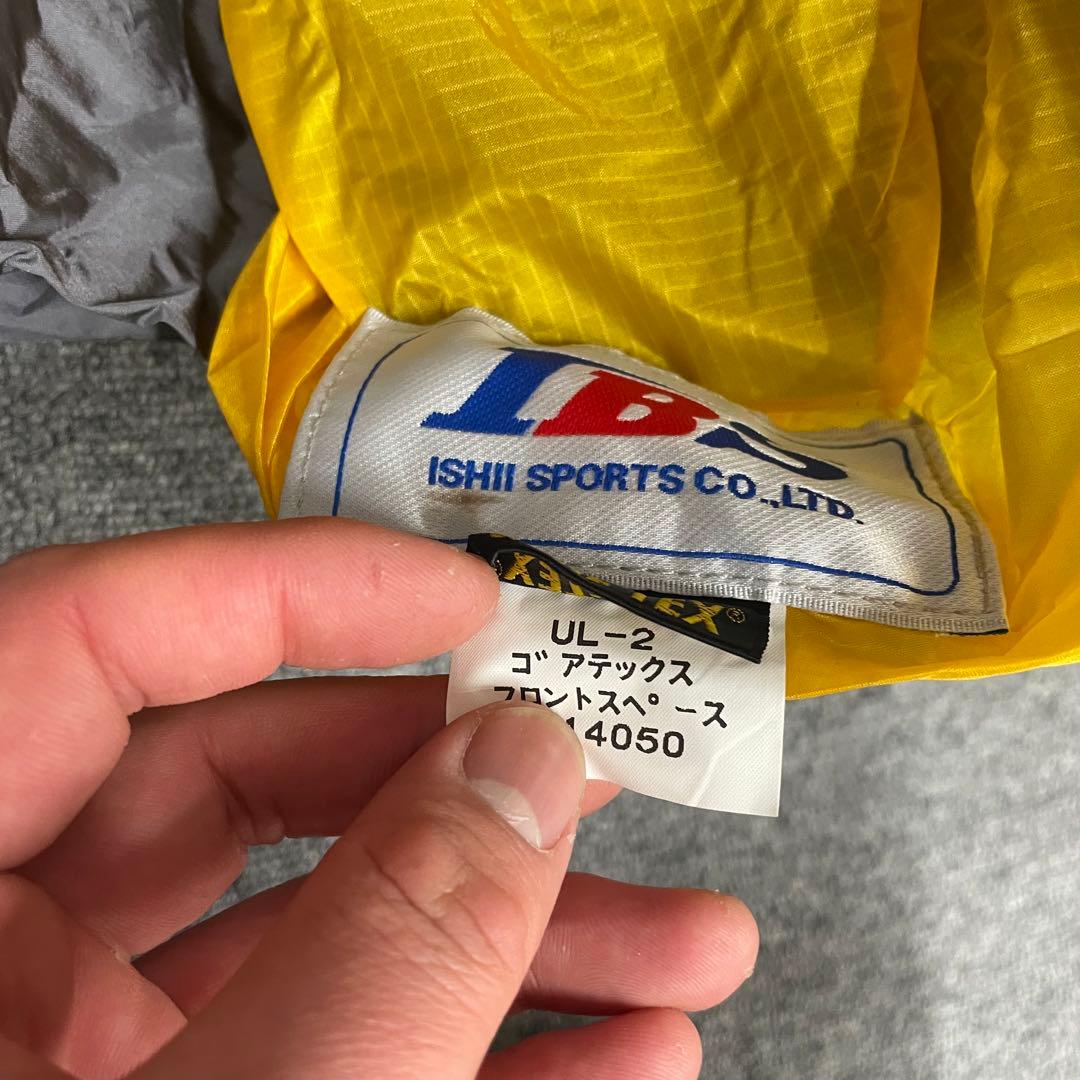 IBS
ISHII SPORTS CO.,LTD.
UL-2
ゴアテックス
フロントスペース
14050